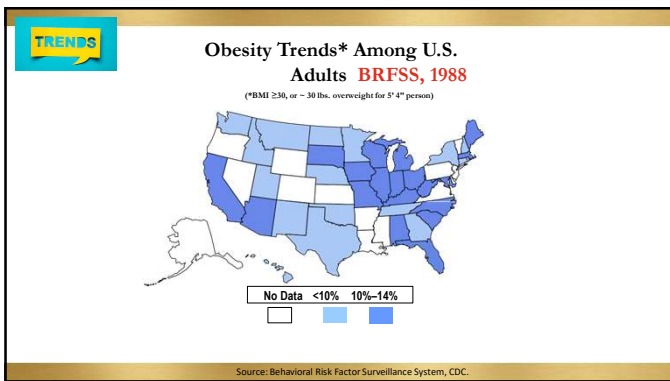 TRENDS
Obesity Trends* Among U.S.
Adults BRFSS, 1988
(*BMI ≥30, or ~ 30 lbs. overweight for 5' 4" person)
No Data <10% 10%–14%
Source: Behavioral Risk Factor Surveillance System, CDC.